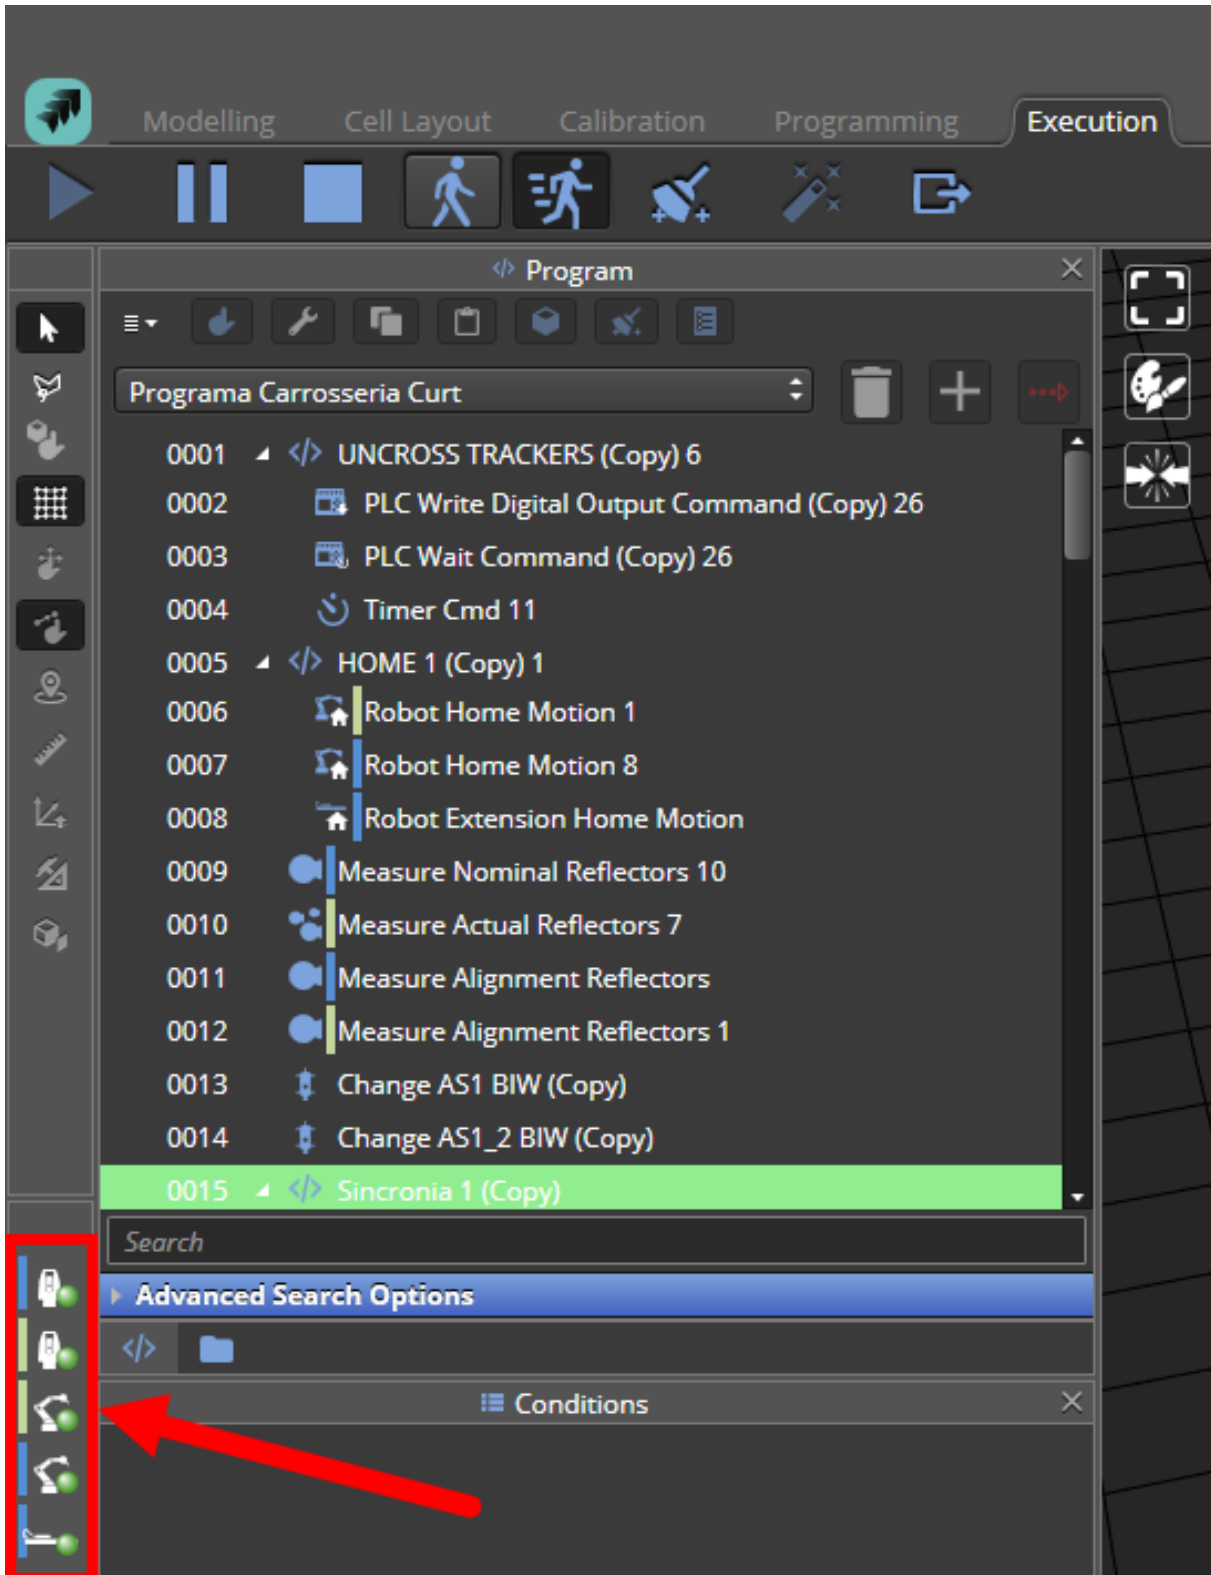 Modelling Cell Layout Calibration Programming Execution
Program
Programa Carrosseria Curt
0001 UNCROSS TRACKERS (Copy) 6
0002 PLC Write Digital Output Command (Copy) 26
0003 PLC Wait Command (Copy) 26
0004 Timer Cmd 11
0005 HOME 1 (Copy) 1
0006 Robot Home Motion 1
0007 Robot Home Motion 8
0008 Robot Extension Home Motion
0009 Measure Nominal Reflectors 10
0010 Measure Actual Reflectors 7
0011 Measure Alignment Reflectors
0012 Measure Alignment Reflectors 1
0013 Change AS1 BIW (Copy)
0014 Change AS1_2 BIW (Copy)
0015 Sincronia 1 (Copy)
Search
Advanced Search Options
Conditions